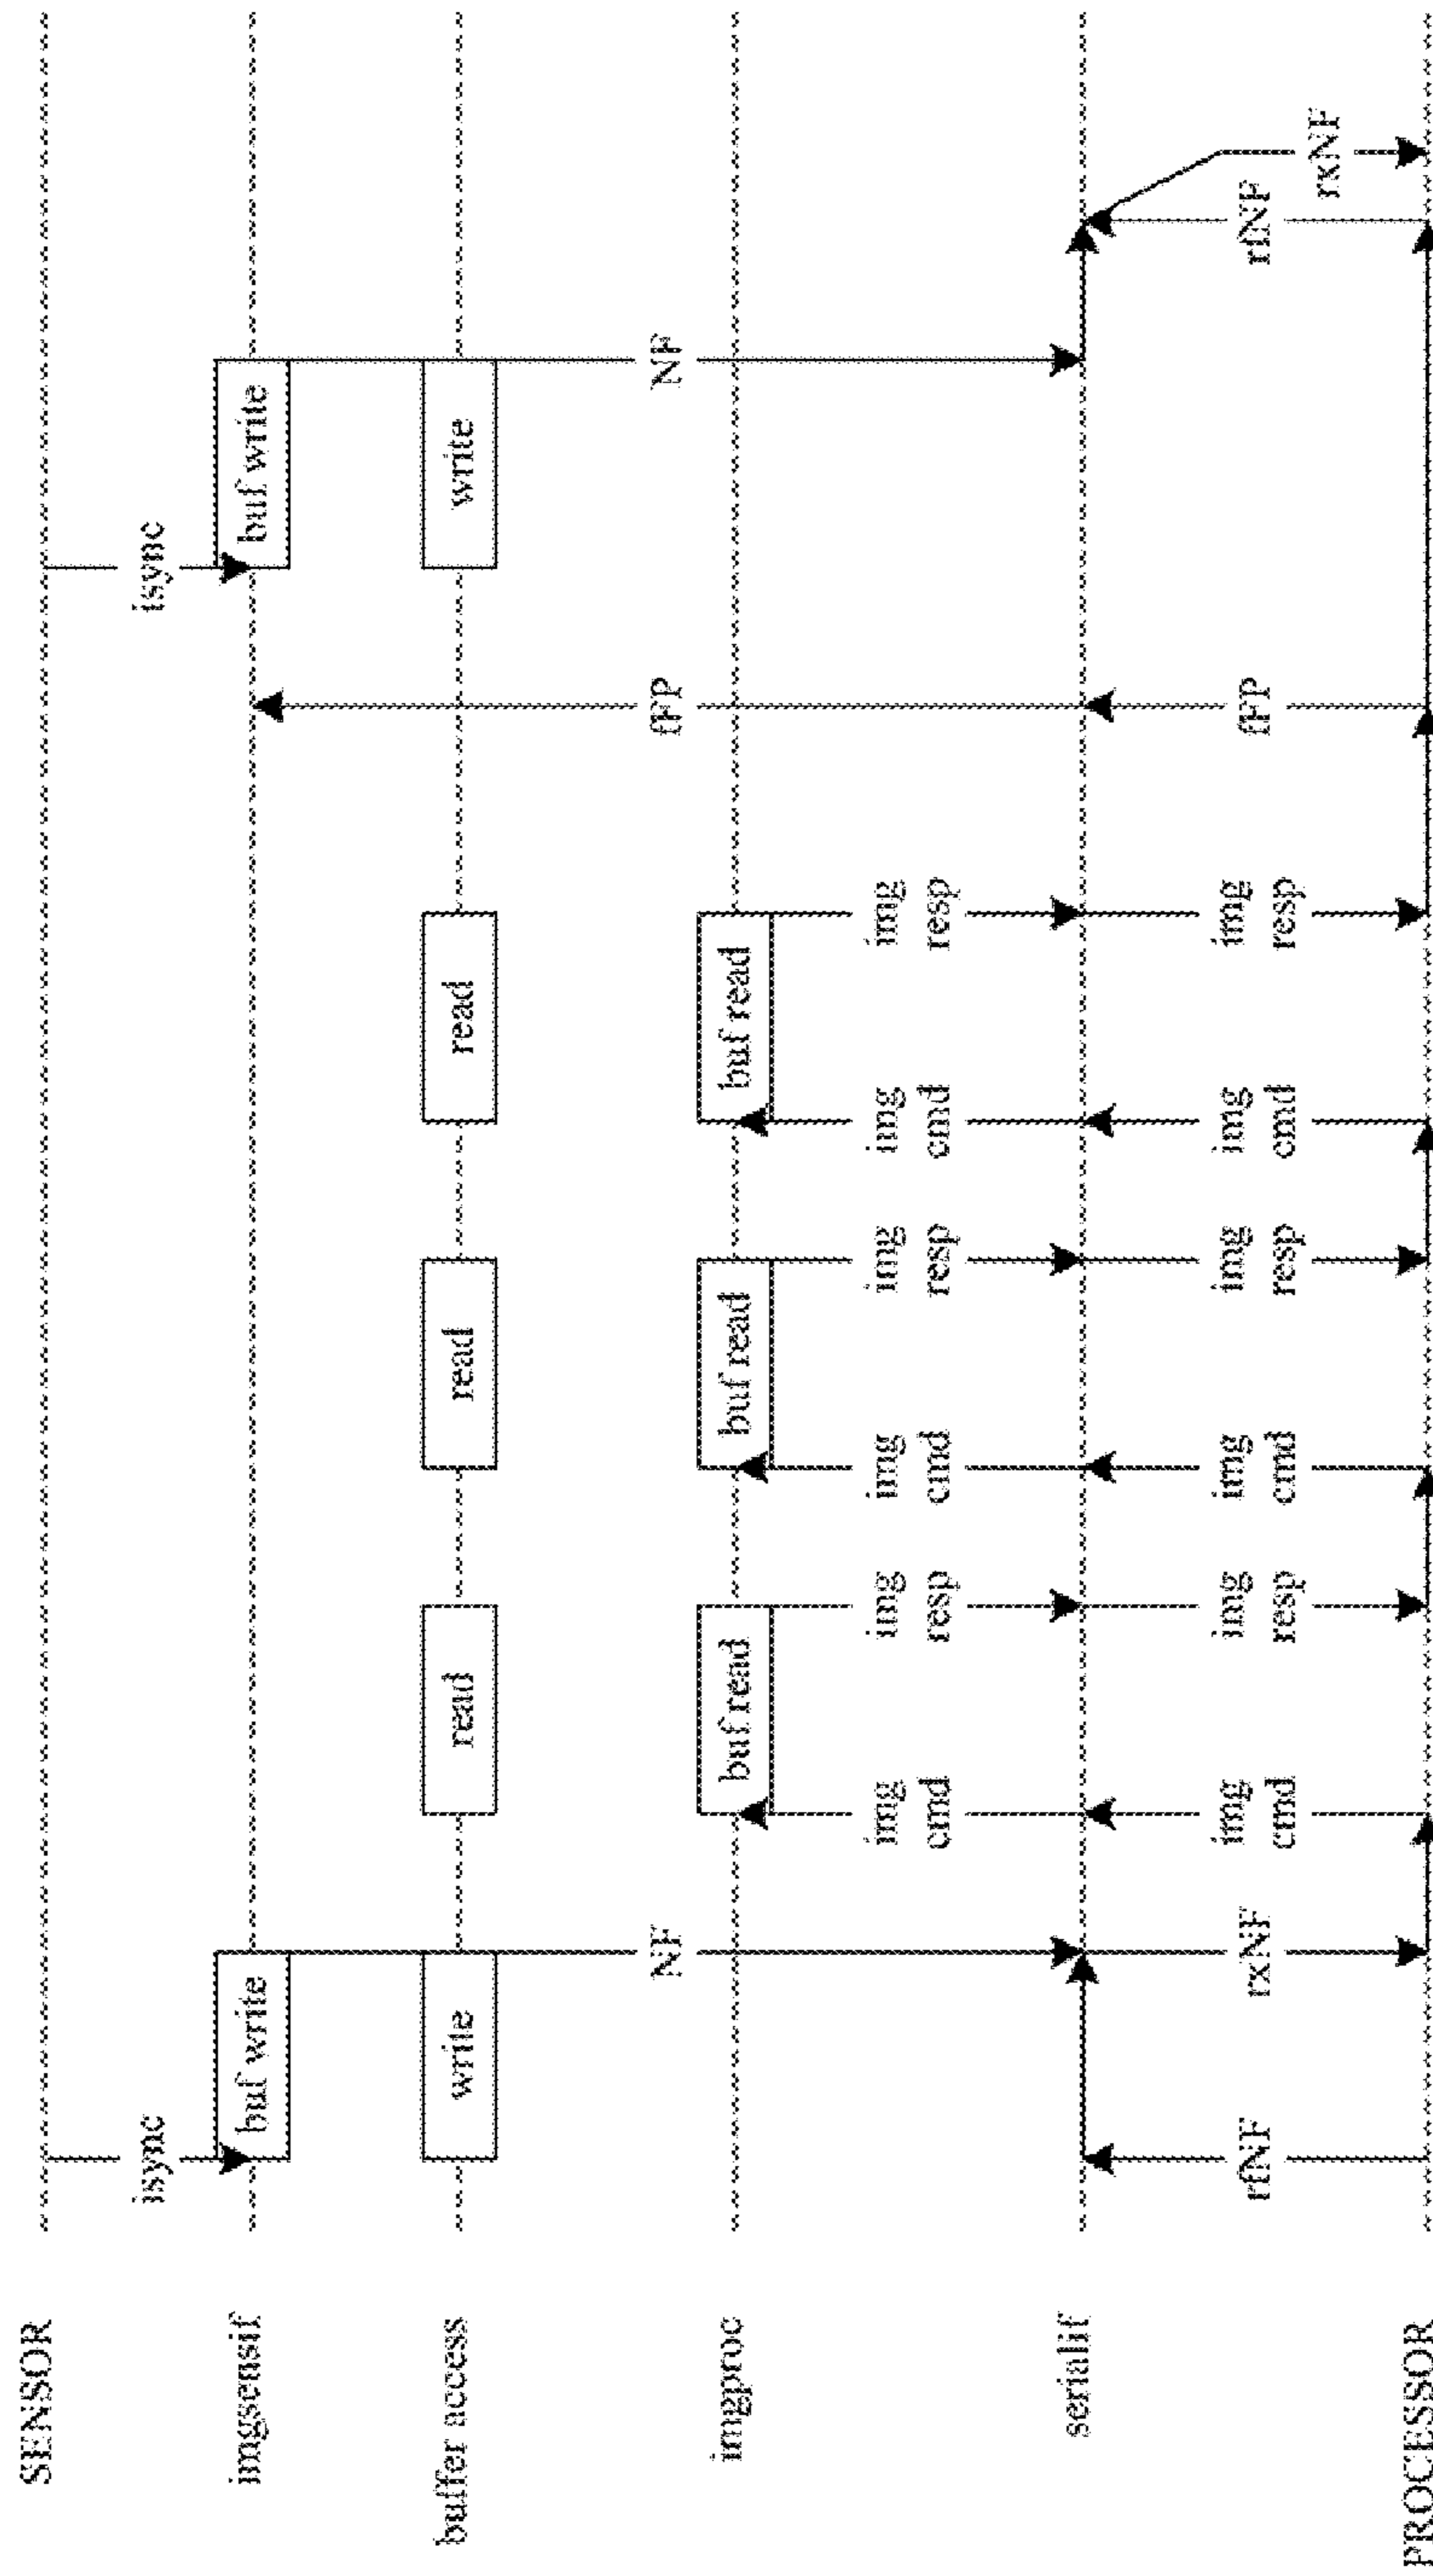 SENSOR
isync
isync
imgsensif
buf write
buf write
buffer access
write
read
read
read
write
NF
fFP
NF
imgproc
buf read
buf read
buf read
img
cmd
img
resp
img
cmd
img
resp
img
cmd
img
resp
serialif
rfNF
rxNF
img
cmd
img
resp
img
cmd
img
resp
img
cmd
img
resp
fFP
rfNF
rxNF
PROCESSOR